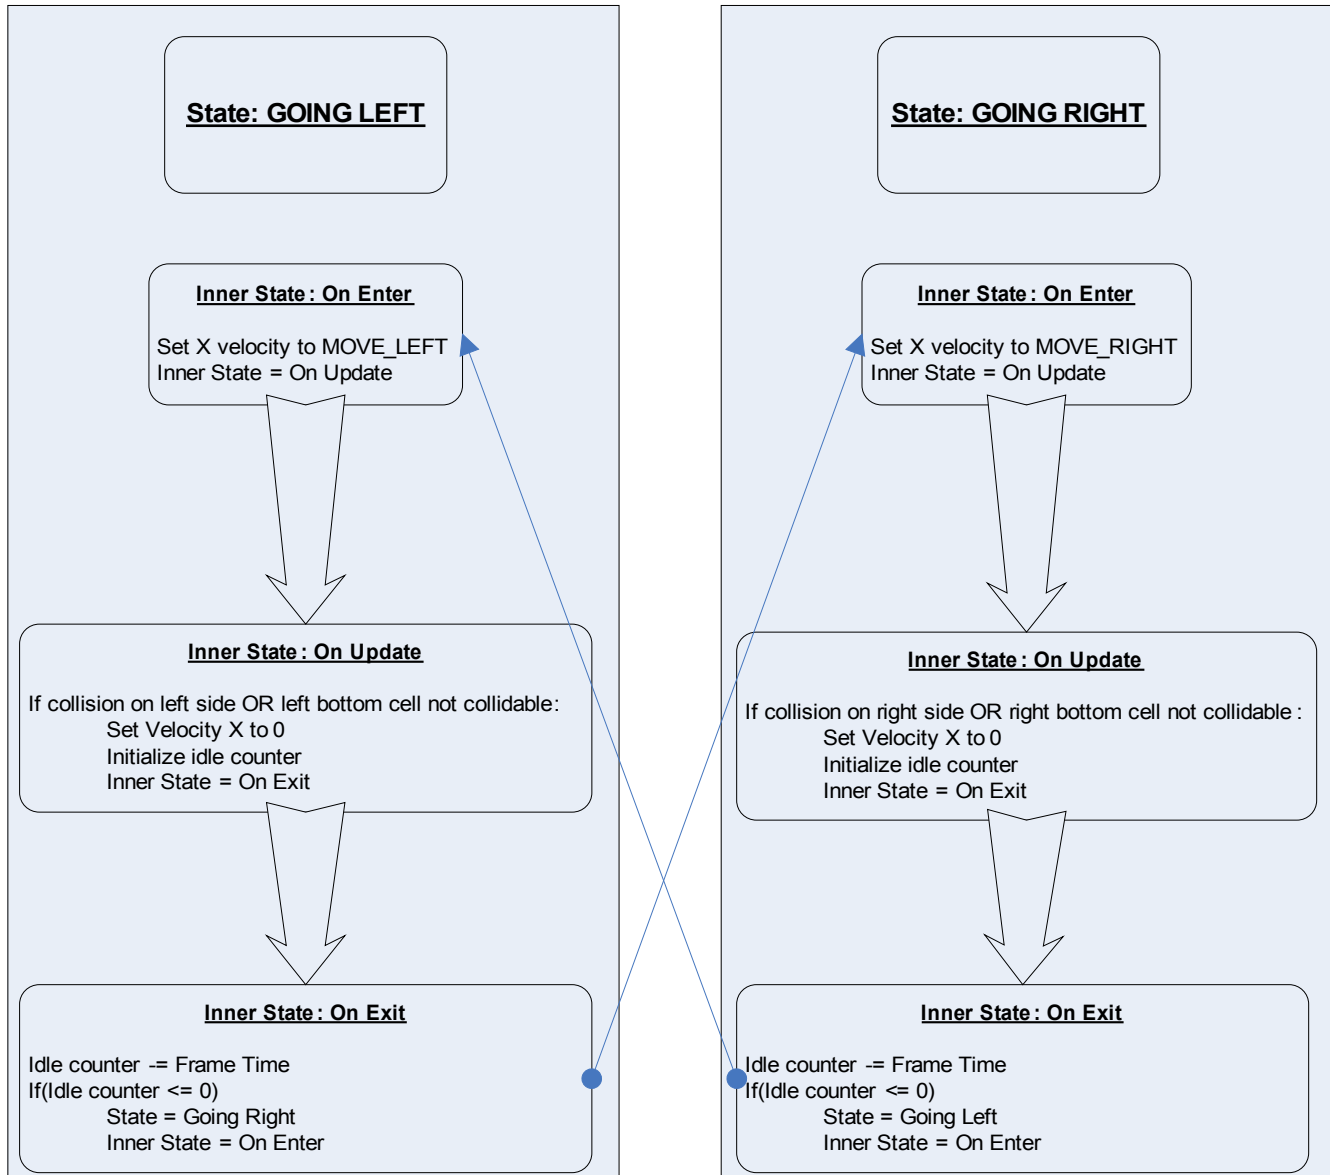 State: GOING LEFT
Inner State: On Enter
Set X velocity to MOVE_LEFT
Inner State = On Update
Inner State: On Update
If collision on left side OR left bottom cell not collidable:
Set Velocity X to 0
Initialize idle counter
Inner State = On Exit
Inner State: On Exit
Idle counter -= Frame Time
If(Idle counter <= 0)
State = Going Right
Inner State = On Enter
State: GOING RIGHT
Inner State: On Enter
Set X velocity to MOVE_RIGHT
Inner State = On Update
Inner State: On Update
If collision on right side OR right bottom cell not collidable :
Set Velocity X to 0
Initialize idle counter
Inner State = On Exit
Inner State: On Exit
Idle counter -= Frame Time
If(Idle counter <= 0)
State = Going Left
Inner State = On Enter